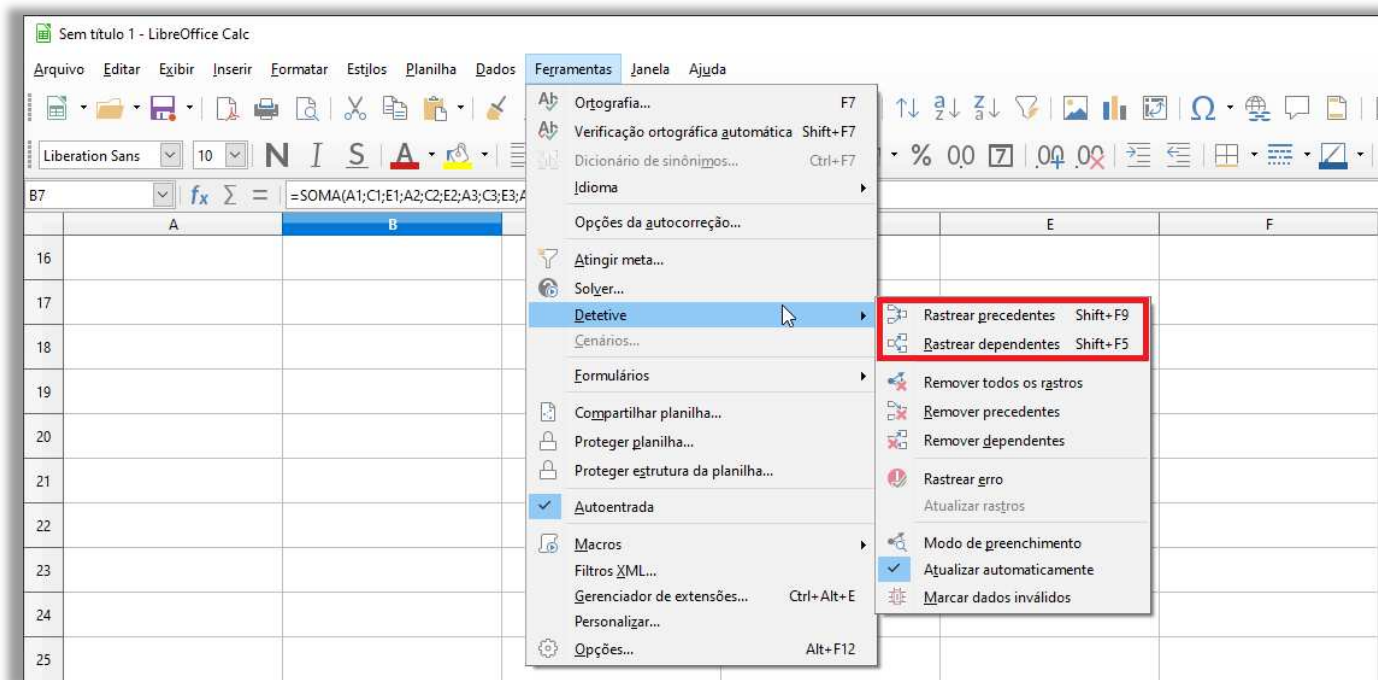 Sem título 1 - LibreOffice Calc
Arquivo Editar Exibir Inserir Formatar Estilos Planilha Dados Ferramentas Janela Ajuda
Liberation Sans 10 N I S A % 00 7 .00 .00
B7 fx Σ = =SOMA(A1;C1;E1;A2;C2;E2;A3;C3;E3;A
A B E F
16
17
18
19
20
21
22
23
24
25
Ortografia... F7
Verificação ortográfica automática Shift+F7
Dicionário de sinônimos... Ctrl+F7
Idioma
Opções da autocorreção...
Atingir meta...
Solver...
Detetive
Cenários...
Formulários
Compartilhar planilha...
Proteger planilha...
Proteger estrutura da planilha...
Autoentrada
Macros
Filtros XML...
Gerenciador de extensões... Ctrl+Alt+E
Personalizar...
Opções... Alt+F12
Rastrear precedentes Shift+F9
Rastrear dependentes Shift+F5
Remover todos os rastros
Remover precedentes
Remover dependentes
Rastrear erro
Atualizar rastros
Modo de preenchimento
Atualizar automaticamente
Marcar dados inválidos